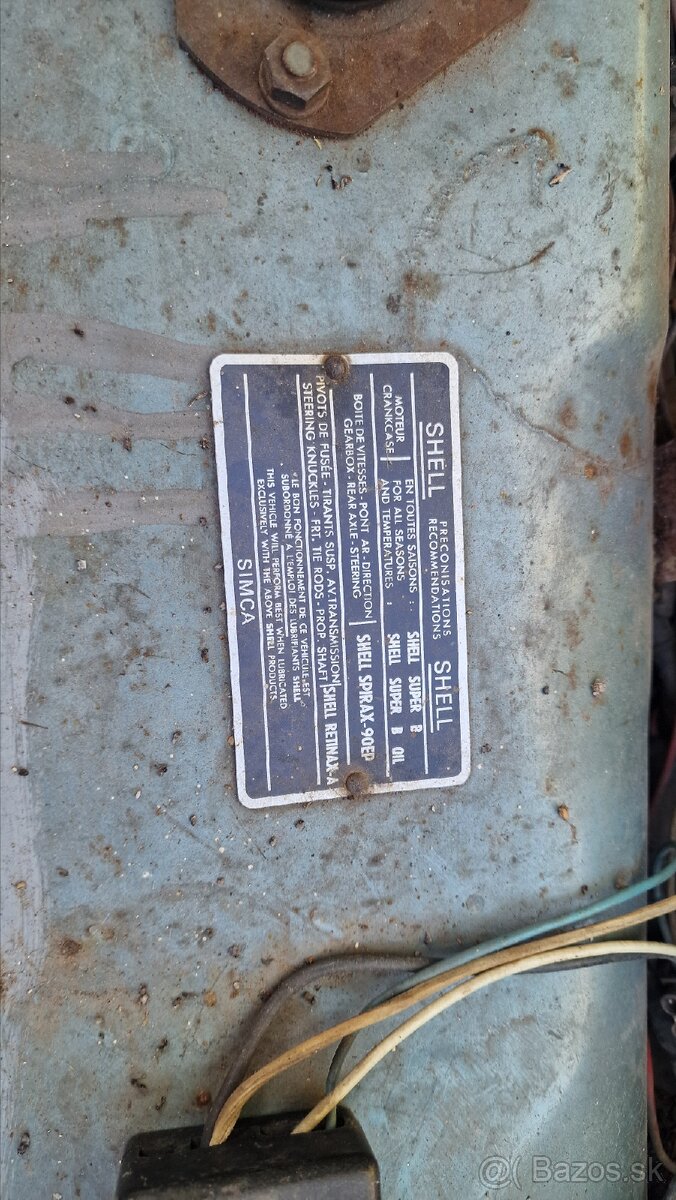 SHELL PRÉCONISATIONS SHELL
RECOMMENDATIONS
MOTEUR EN TOUTES SAISONS : SHELL SUPER B
CRANKCASE FOR ALL SEASONS
AND TEMPERATURES : SHELL SUPER B OIL
BOITE DE VITESSES - PONT AR - DIRECTION
GEARBOX - REAR AXLE - STEERING SHELL SPIRAX-90EP
PIVOTS DE FUSÉE - TIRANTS SUSP. AV. TRANSMISSION
STEERING KNUCKLES - FRT. TIE RODS - PROP. SHAFT SHELL RETINAX-A
"LE BON FONCTIONNEMENT DE CE VÉHICULE EST
SUBORDONNÉ A L'EMPLOI DES LUBRIFIANTS SHELL"
THIS VEHICLE WILL PERFORM BEST WHEN LUBRICATED
EXCLUSIVELY WITH THE ABOVE SHELL PRODUCTS
SIMCA
@Bazos.sk